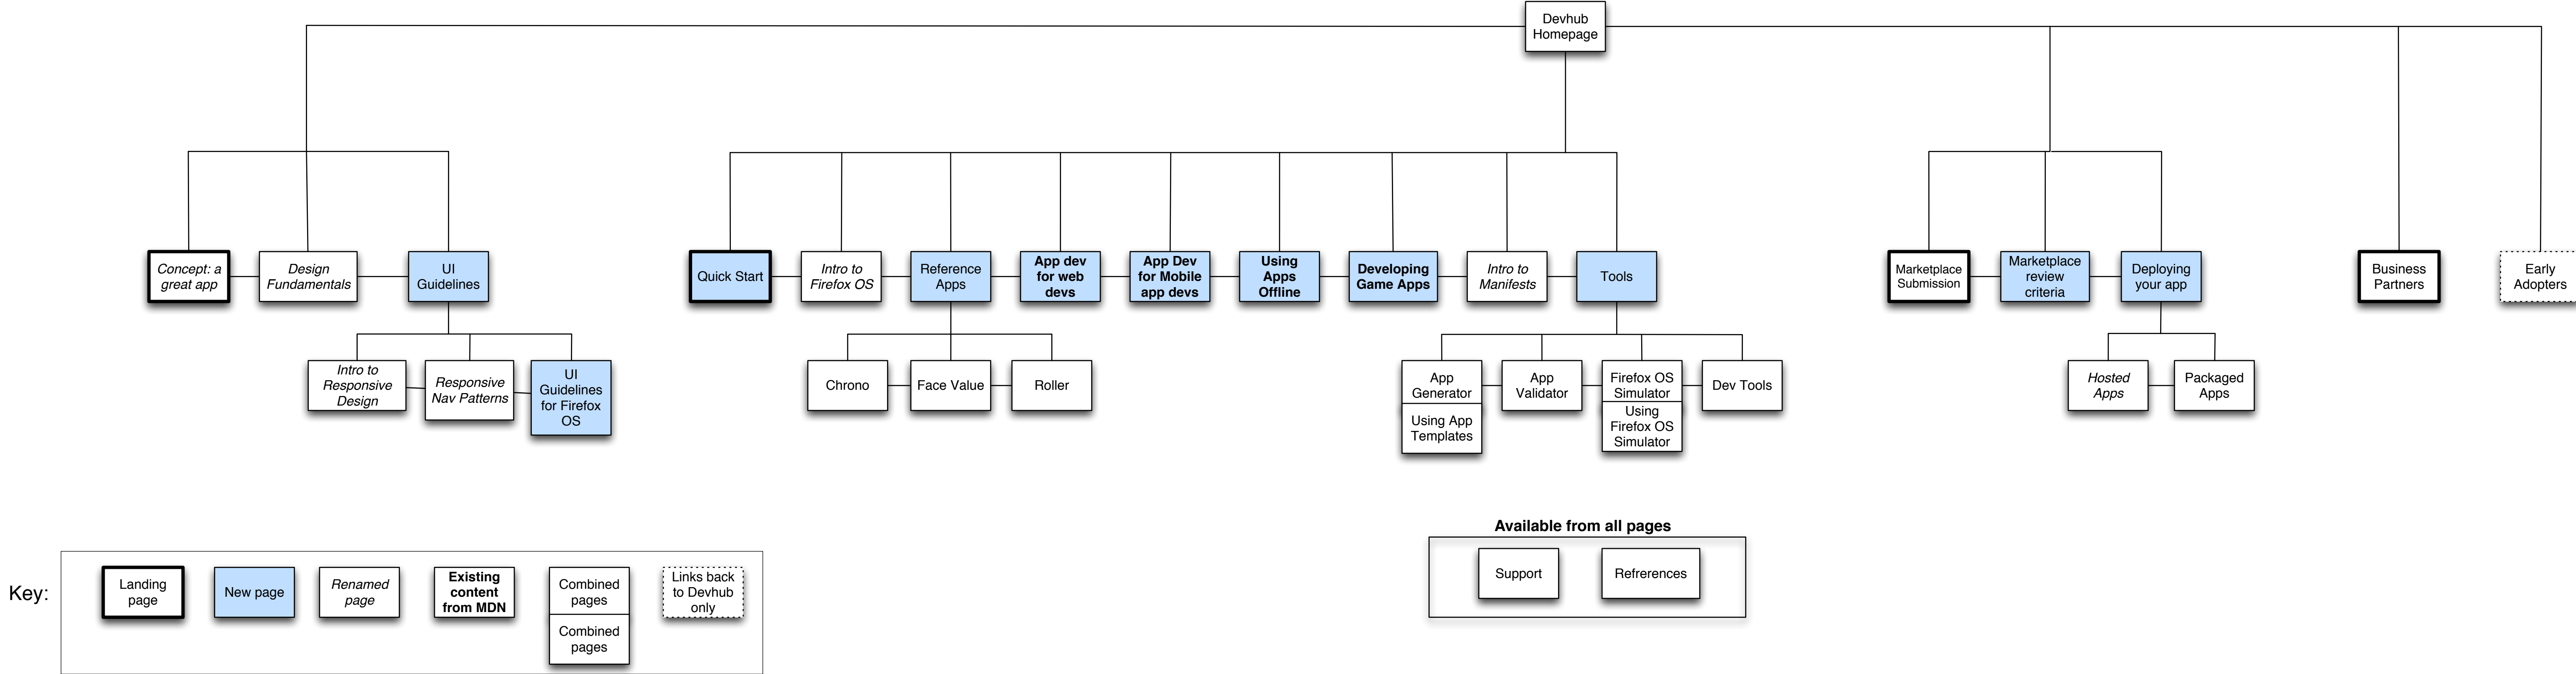 Devhub
Homepage
Concept: a
great app
Design
Fundamentals
UI
Guidelines
Quick Start
Intro to
Firefox OS
Reference
Apps
App dev
for web
devs
App Dev
for Mobile
app devs
Using
Apps
Offline
Developing
Game Apps
Intro to
Manifests
Tools
Marketplace
Submission
Marketplace
review
criteria
Deploying
your app
Business
Partners
Early
Adopters
Intro to
Responsive
Design
Responsive
Nav Patterns
UI
Guidelines
for Firefox
OS
Chrono
Face Value
Roller
App
Generator
Using App
Templates
App
Validator
Firefox OS
Simulator
Using
Firefox OS
Simulator
Dev Tools
Hosted
Apps
Packaged
Apps
Available from all pages
Support
Refrerences
Key:
Landing
page
New page
Renamed
page
Existing
content
from MDN
Combined
pages
Combined
pages
Links back
to Devhub
only